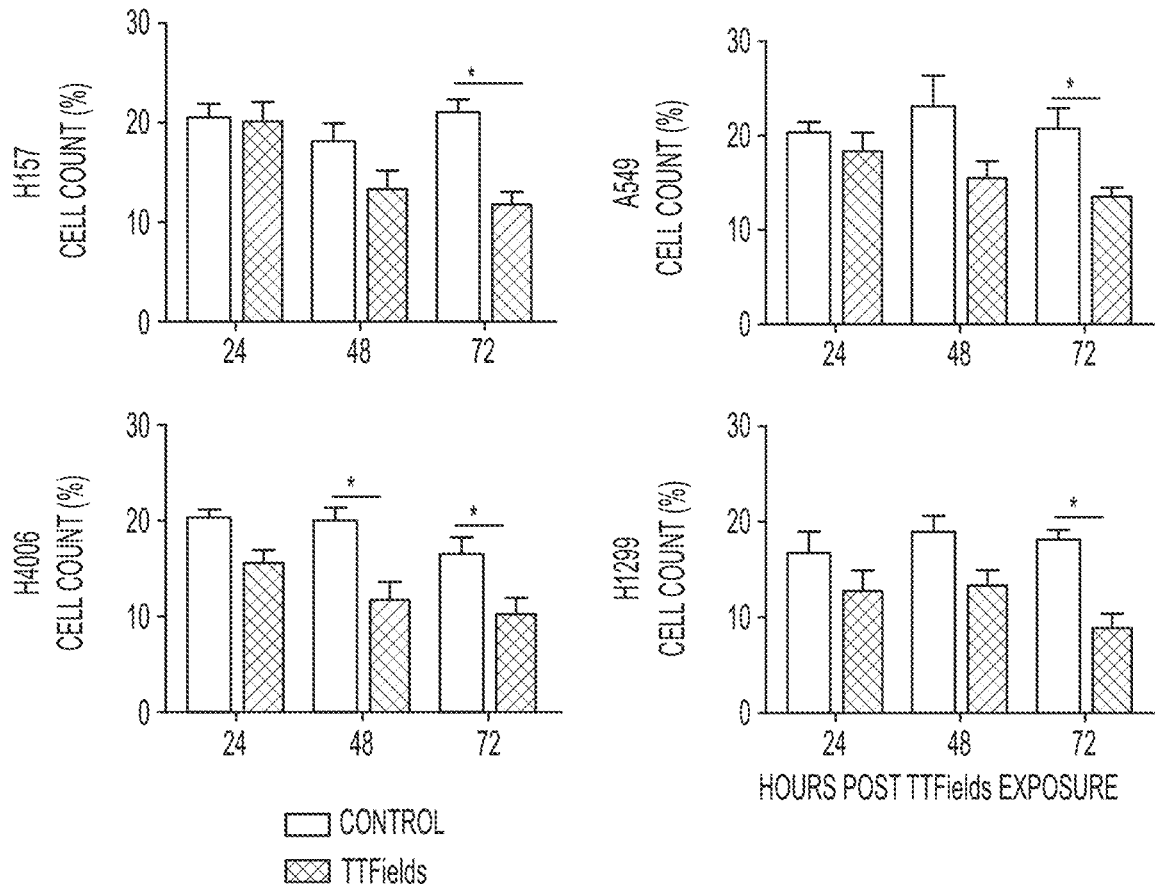 H157
CELL COUNT (%)
30
20
10
0
*
24 48 72
A549
CELL COUNT (%)
30
20
10
0
*
24 48 72
H4006
CELL COUNT (%)
30
20
10
0
* *
24 48 72
H1299
CELL COUNT (%)
30
20
10
0
*
24 48 72
HOURS POST TTFields EXPOSURE
CONTROL
TTFields